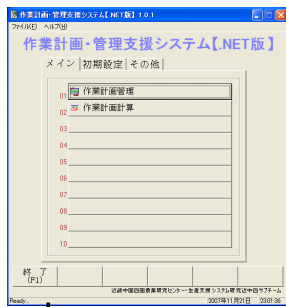 作業計画・管理支援システム【.NET版】 1.0.1
ファイル(F) ヘルプ(H)
作業計画・管理支援システム【.NET版】
メイン 初期設定 その他
01 作業計画管理
02 作業計画計算
03
04
05
06
07
08
09
10
終 了
(F1)
近畿中国四国農業研究センター 生産支援システム研究近中四サブチーム
Ready... 2007年11月21日 23:01:36